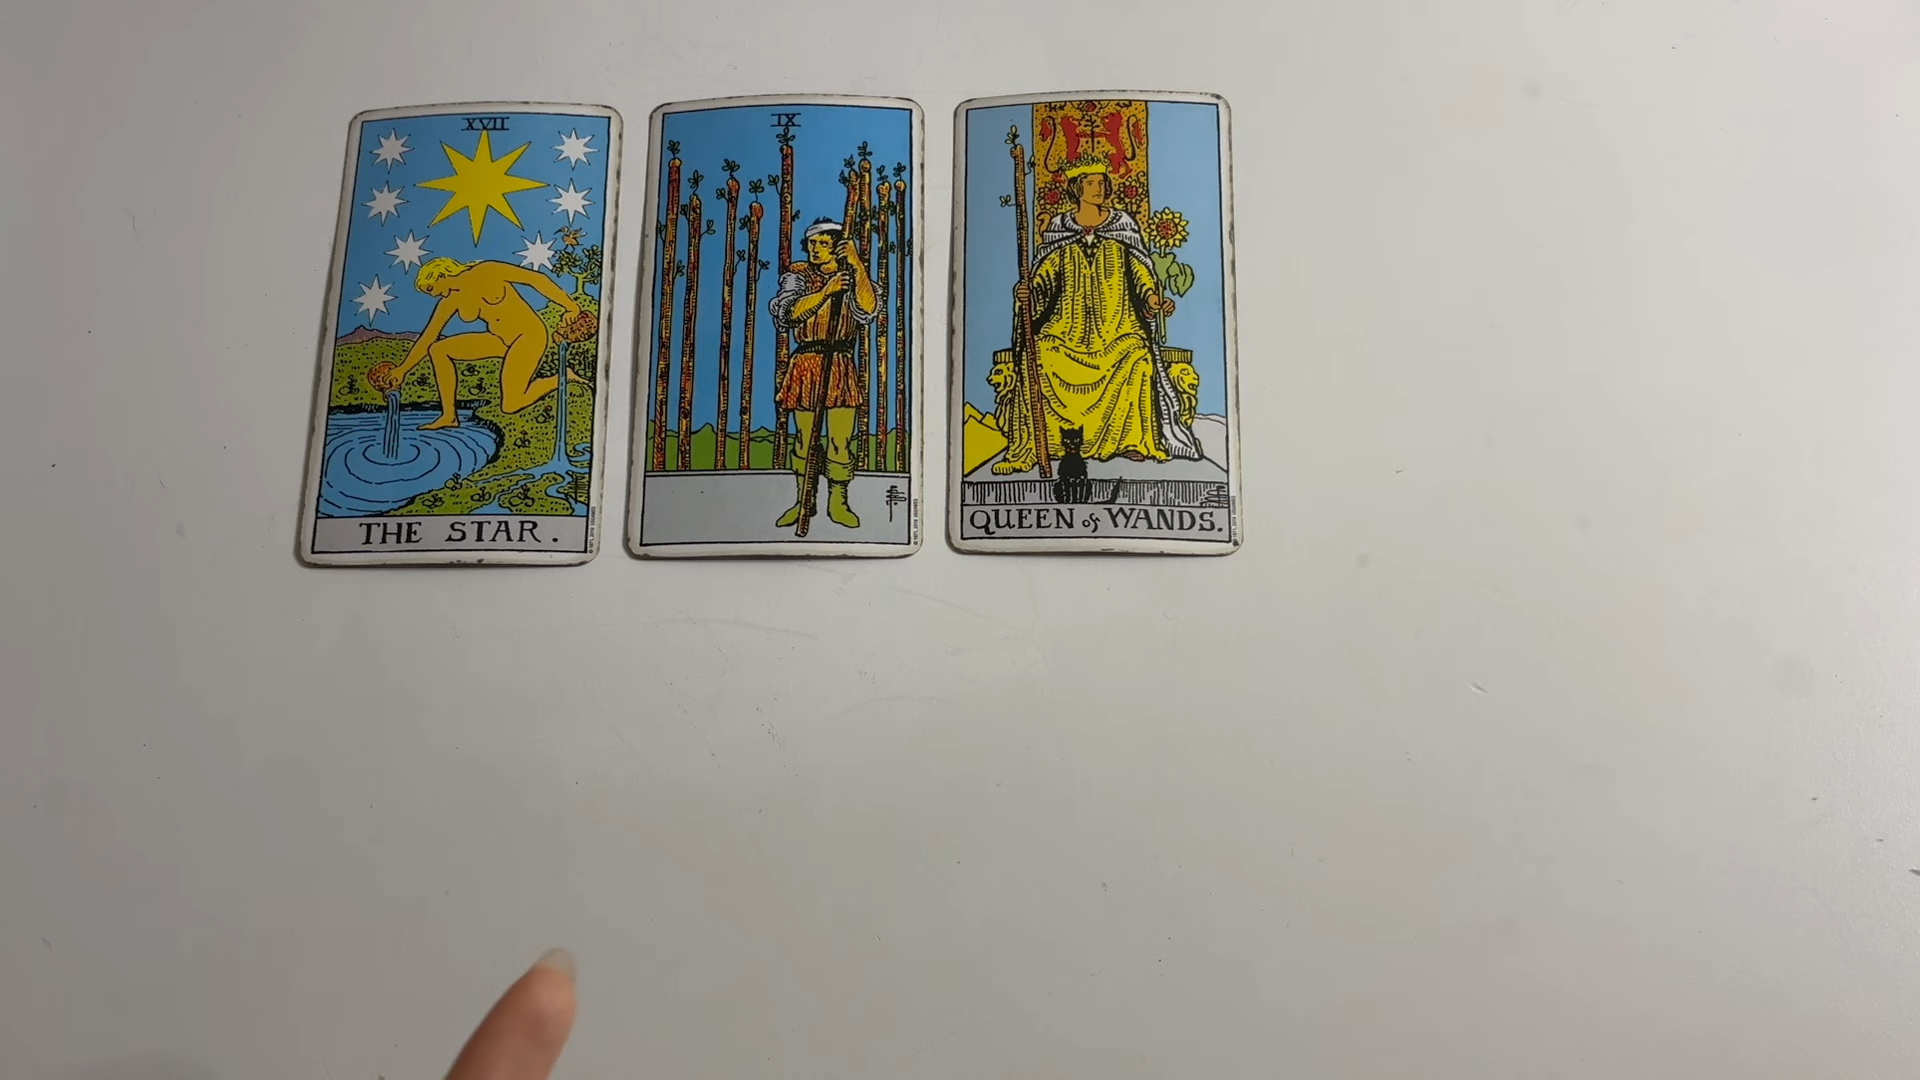 XVII
THE STAR.
IX
QUEEN of WANDS.